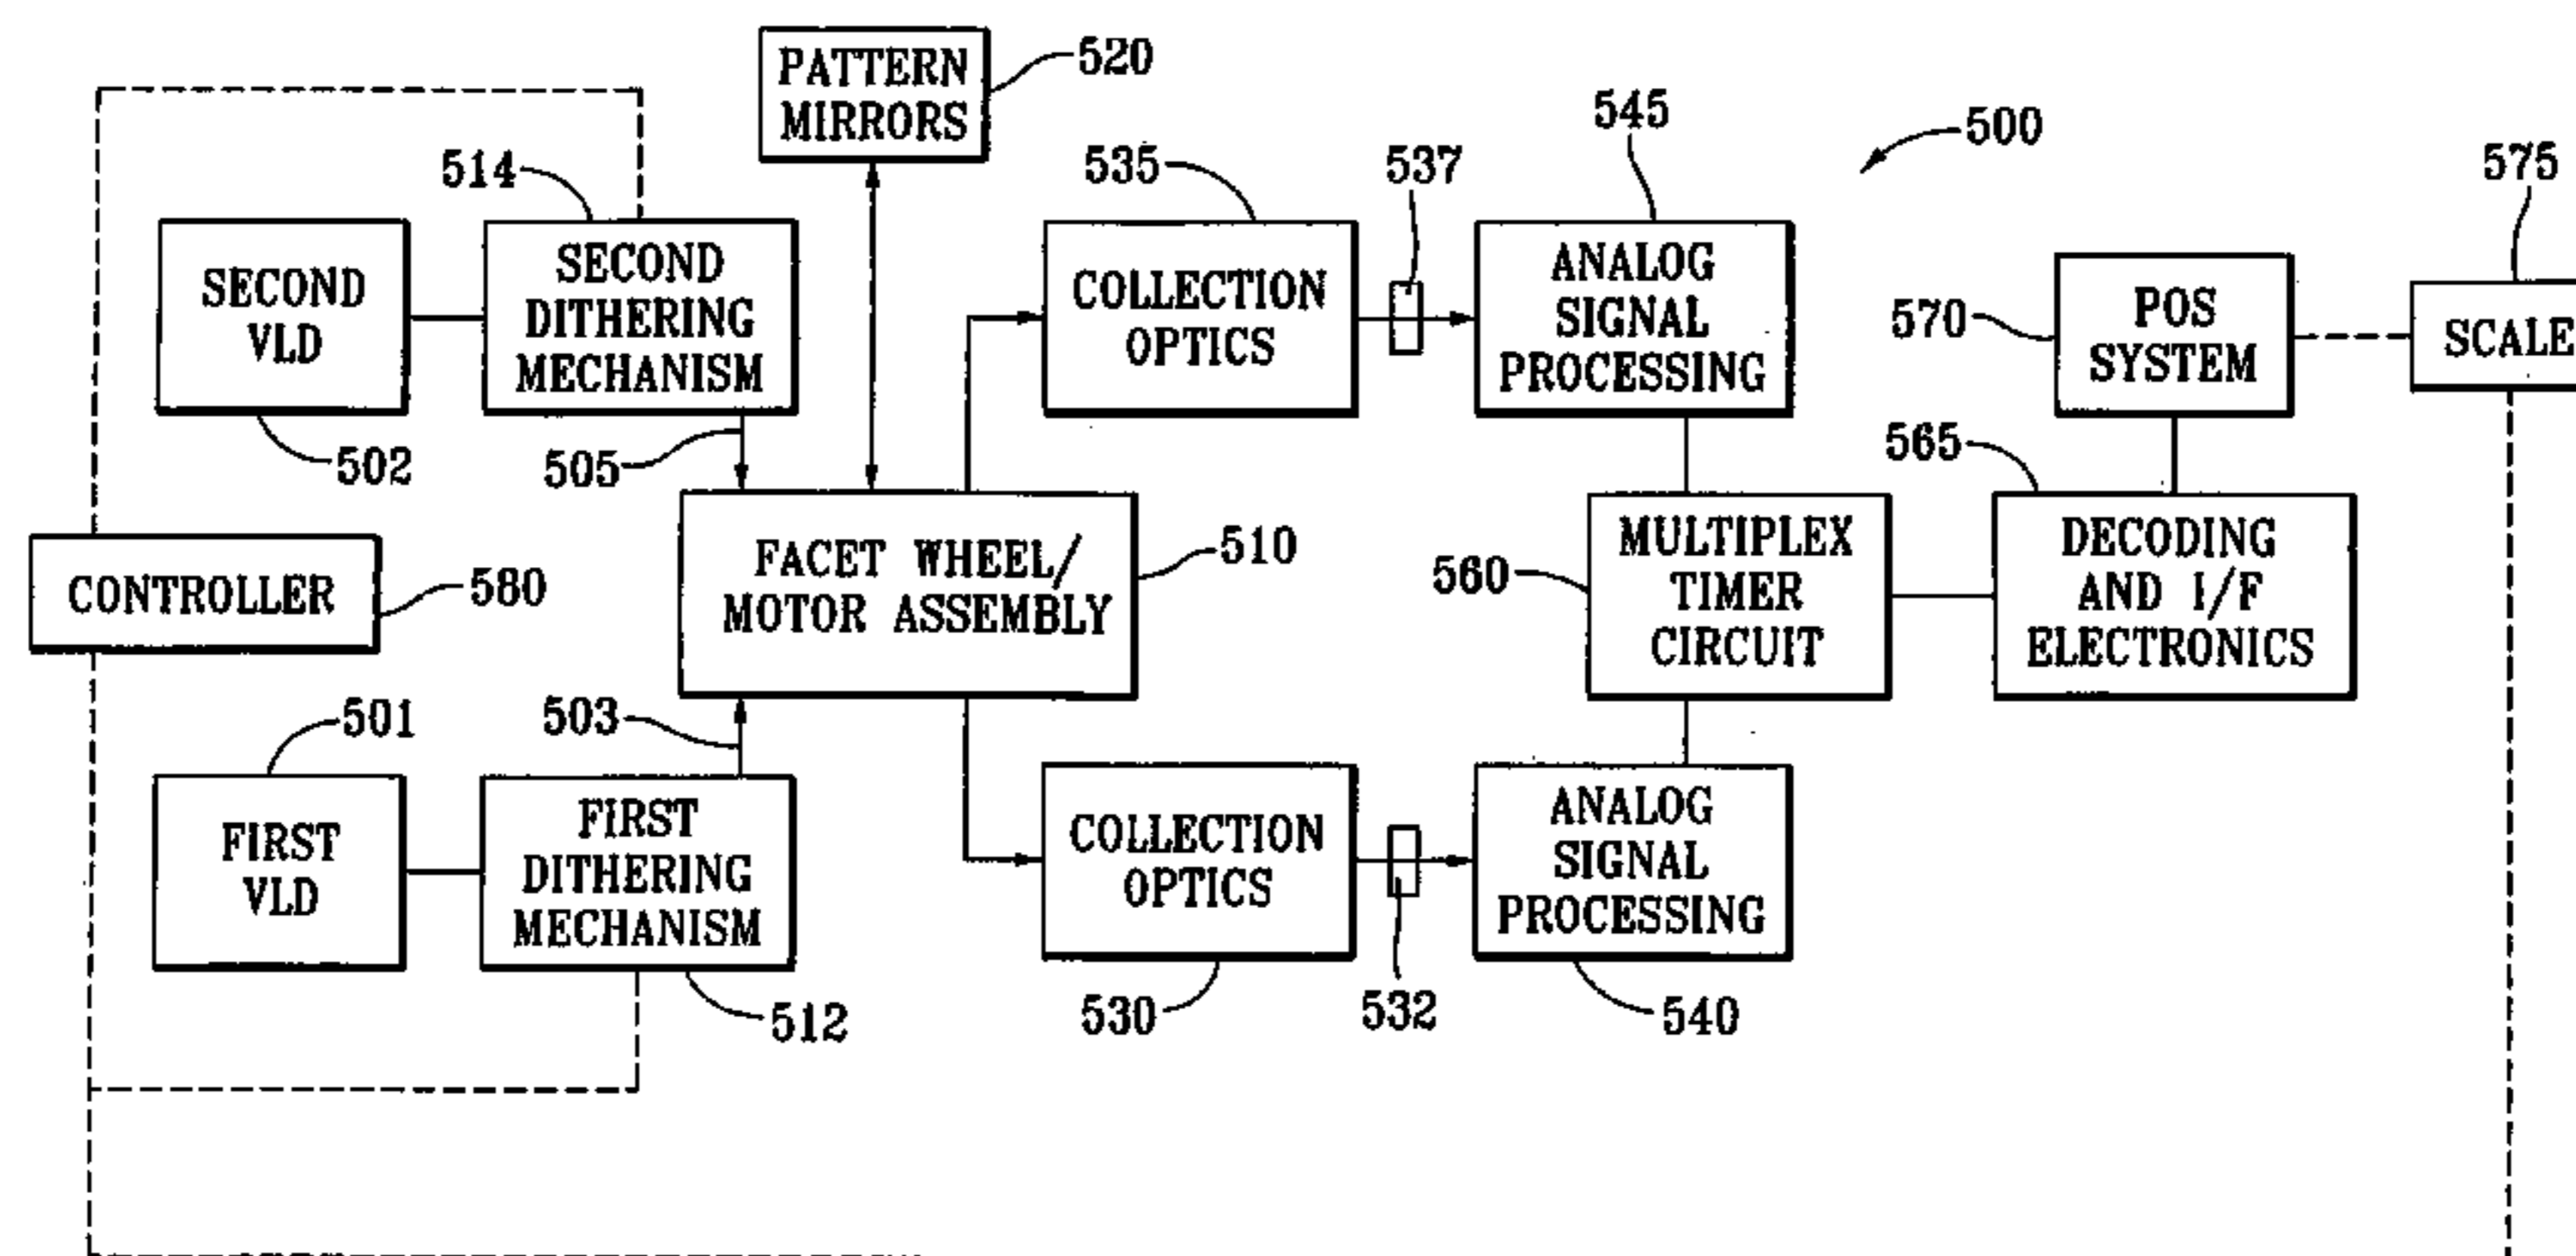 PATTERN
MIRRORS
520
545
500
514
535
537
575
SECOND
VLD
SECOND
DITHERING
MECHANISM
COLLECTION
OPTICS
ANALOG
SIGNAL
PROCESSING
570
POS
SYSTEM
SCALE
502
505
565
CONTROLLER
580
FACET WHEEL/
MOTOR ASSEMBLY
510
560
MULTIPLEX
TIMER
CIRCUIT
DECODING
AND I/F
ELECTRONICS
501
503
FIRST
VLD
FIRST
DITHERING
MECHANISM
COLLECTION
OPTICS
ANALOG
SIGNAL
PROCESSING
512
530
532
540